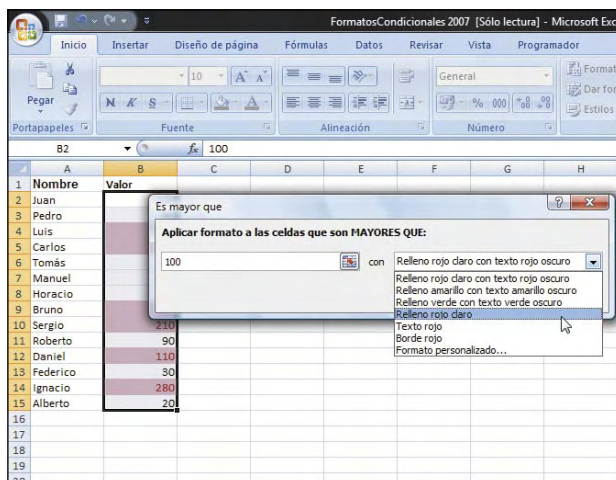 FormatosCondicionales 2007 [Sólo lectura] - Microsoft Exc
Inicio Insertar Diseño de página Fórmulas Datos Revisar Vista Programador
Pegar
10 A A
N K S
General
% 000
Format
Dar for
Estilos
Portapapeles Fuente Alineación Número
B2 fx 100
A B C D E F G H
1 Nombre Valor
2 Juan
3 Pedro
4 Luis
5 Carlos
6 Tomás
7 Manuel
8 Horacio
9 Bruno
10 Sergio 210
11 Roberto 90
12 Daniel 110
13 Federico 30
14 Ignacio 280
15 Alberto 20
16
17
18
19
Es mayor que
Aplicar formato a las celdas que son MAYORES QUE:
100 con Relleno rojo claro con texto rojo oscuro
Relleno rojo claro con texto rojo oscuro
Relleno amarillo con texto amarillo oscuro
Relleno verde con texto verde oscuro
Relleno rojo claro
Texto rojo
Borde rojo
Formato personalizado...